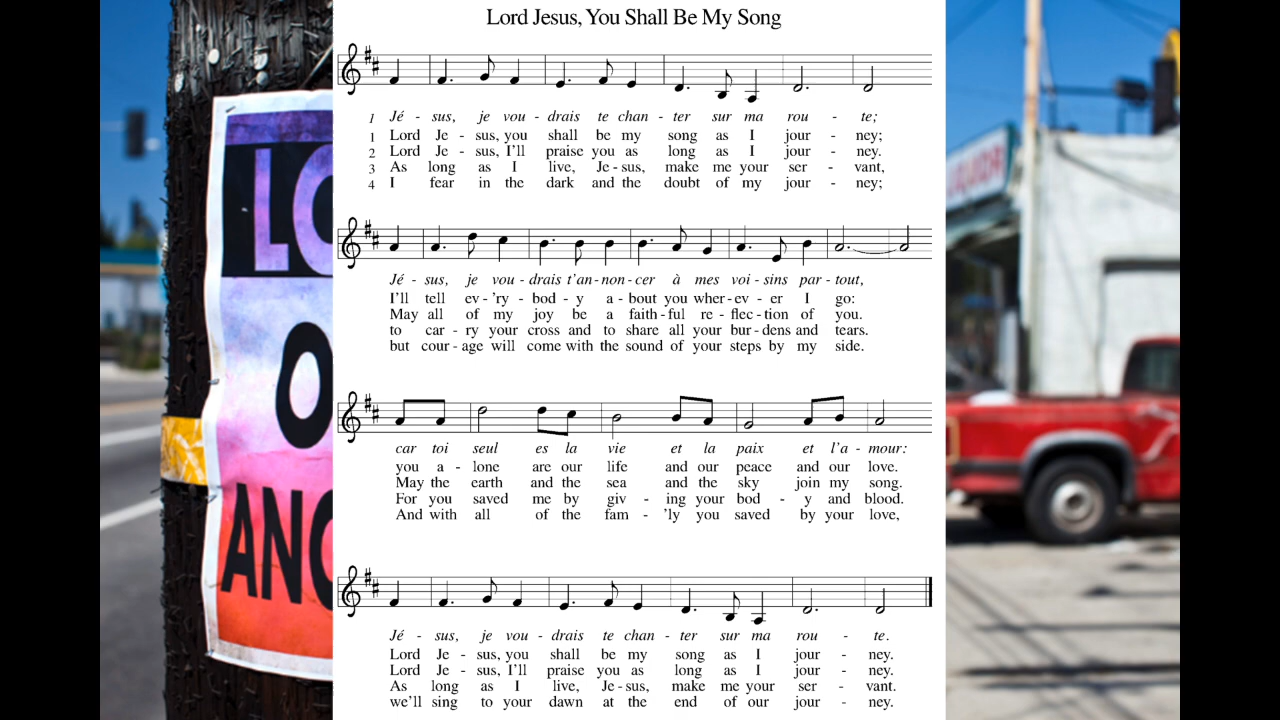 Lord Jesus, You Shall Be My Song
1 Jé - sus, je vou - drais te chan - ter sur ma rou - te;
1 Lord Je - sus, you shall be my song as I jour - ney;
2 Lord Je - sus, I'll praise you as long as I jour - ney.
3 As long as I live, Je - sus, make me your ser - vant,
4 I fear in the dark and the doubt of my jour - ney;
Jé - sus, je vou - drais t'an - non - cer à mes voi - sins par - tout,
I'll tell ev - 'ry - bod - y a - bout you wher - ev - er I go:
May all of my joy be a faith - ful re - flec - tion of you.
to car - ry your cross and to share all your bur - dens and tears.
but cour - age will come with the sound of your steps by my side.
car toi seul es la vie et la paix et l'a - mour:
you a - lone are our life and our peace and our love.
May the earth and the sea and the sky join my song.
For you saved me by giv - ing your bod - y and blood.
And with all of the fam - 'ly you saved by your love,
Jé - sus, je vou - drais te chan - ter sur ma rou - te.
Lord Je - sus, you shall be my song as I jour - ney.
Lord Je - sus, I'll praise you as long as I jour - ney.
As long as I live, Je - sus, make me your ser - vant.
we'll sing to your dawn at the end of our jour - ney.
LO
O
ANG
LIQUOR